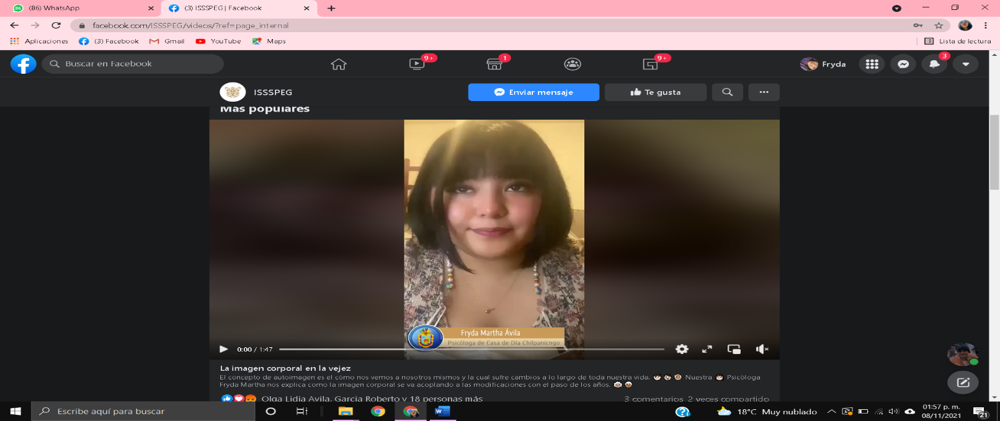 (86) WhatsApp
(3) ISSSPEG | Facebook
facebook.com/ISSSPEG/videos/?ref=page_internal
Aplicaciones (3) Facebook Gmail YouTube Maps Lista de lectura
Buscar en Facebook 9+ 1 9+ Fryda 3
ISSSPEG Enviar mensaje Te gusta
Más populares
Fryda Martha Ávila
Psicóloga de Casa de Día Chilpanicngo
0:00 / 1:47
La imagen corporal en la vejez
El concepto de autoimagen es el cómo nos vemos a nosotros mismos y la cual sufre cambios a lo largo de toda nuestra vida. Nuestra Psicóloga
Fryda Martha nos explica como la imagen corporal se va acoplando a las modificaciones con el paso de los años.
Olga Lidia Avila, Garcia Roberto y 18 personas más 3 comentarios 2 veces compartido
Escribe aquí para buscar 18°C Muy nublado 01:57 p. m.
08/11/2021 21